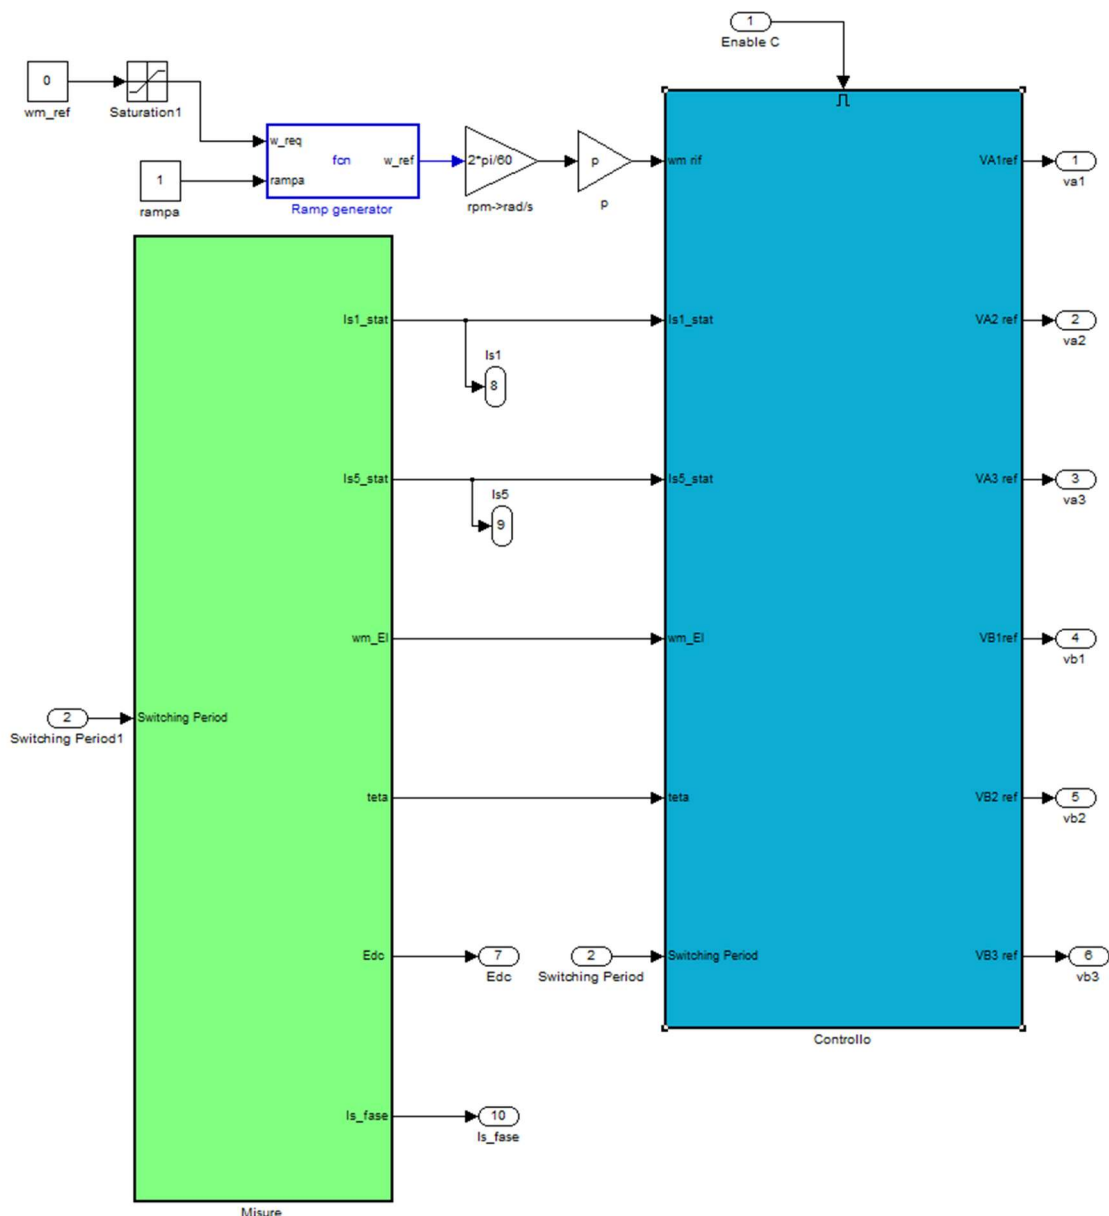 1
Enable C
0
wm_ref
Saturation1
w_req
rampa
fcn
w_ref
Ramp generator
1
rampa
2*pi/60
rpm->rad/s
p
p
wm rif
VA1ref
1
va1
Is1_stat
Is1
8
Is1_stat
VA2 ref
2
va2
Is5_stat
Is5
9
Is5_stat
VA3 ref
3
va3
wm_El
wm_El
VB1ref
4
vb1
2
Switching Period1
Switching Period
teta
teta
VB2 ref
5
vb2
Edc
7
Edc
2
Switching Period
Switching Period
VB3 ref
6
vb3
Controllo
Is_fase
10
Is_fase
Misure